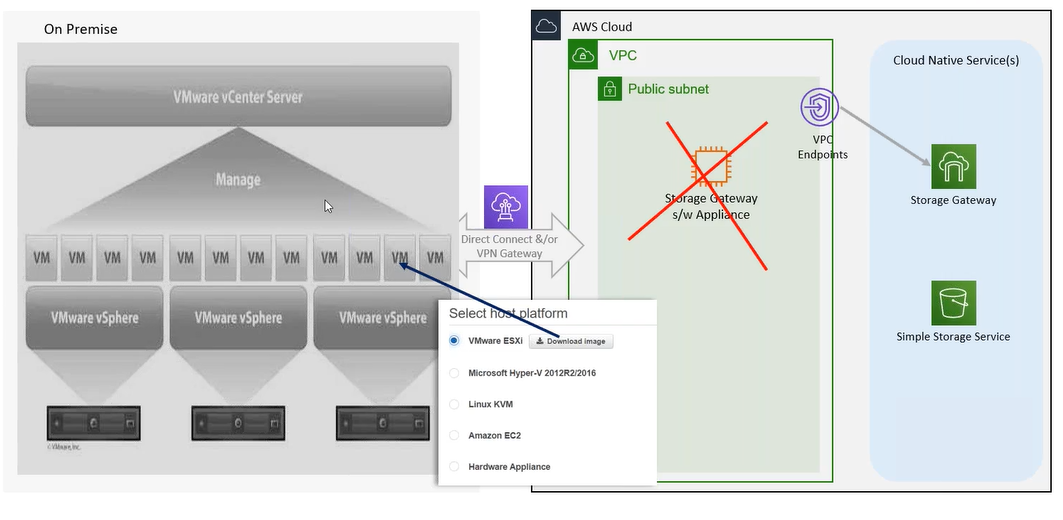 On Premise
VMware vCenter Server
Manage
VM VM VM VM VM VM VM VM VM VM VM VM
VMware vSphere VMware vSphere VMware vSphere
©VMware, Inc.
Direct Connect &/or
VPN Gateway
Select host platform
VMware ESXi Download image
Microsoft Hyper-V 2012R2/2016
Linux KVM
Amazon EC2
Hardware Appliance
AWS Cloud
VPC
Public subnet
Storage Gateway
s/w Appliance
VPC
Endpoints
Cloud Native Service(s)
Storage Gateway
Simple Storage Service